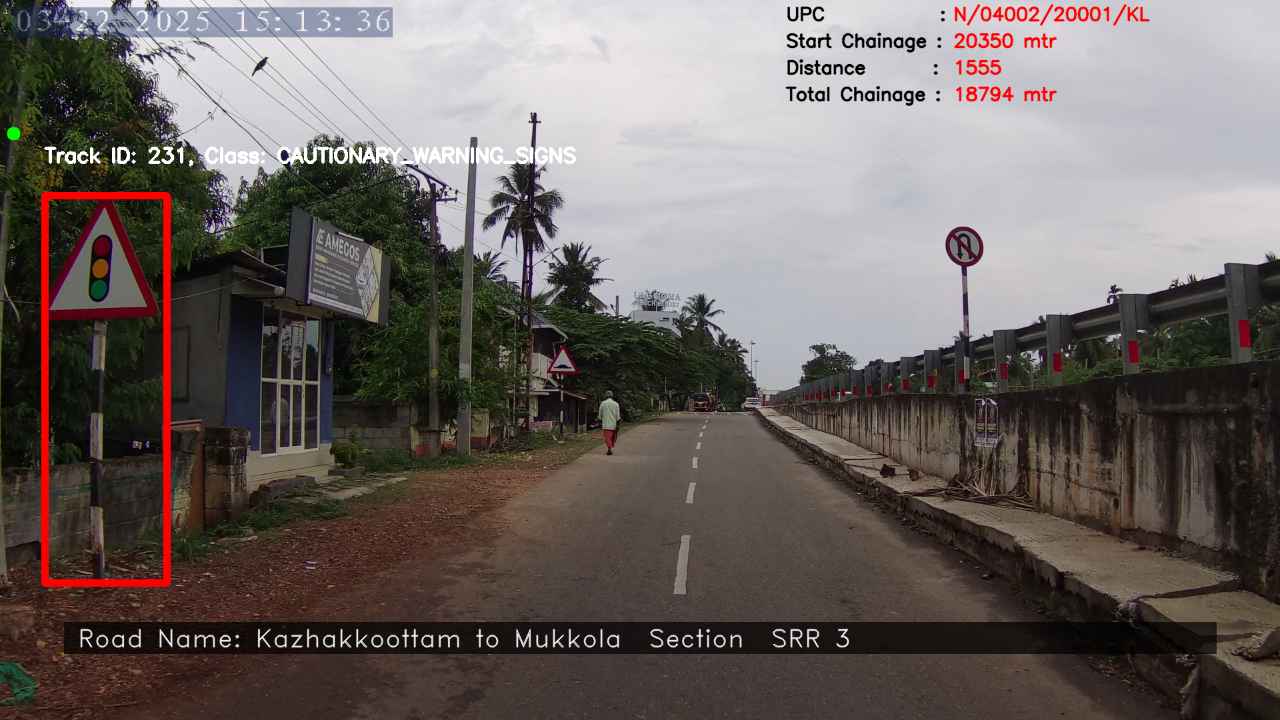 03-22-2025 15:13:36
UPC : N/04002/20001/KL
Start Chainage : 20350 mtr
Distance : 1555
Total Chainage : 18794 mtr
Track ID: 231, Class: CAUTIONARY_WARNING_SIGNS
AMEGOS
Road Name: Kazhakkoottam to Mukkola Section SRR 3